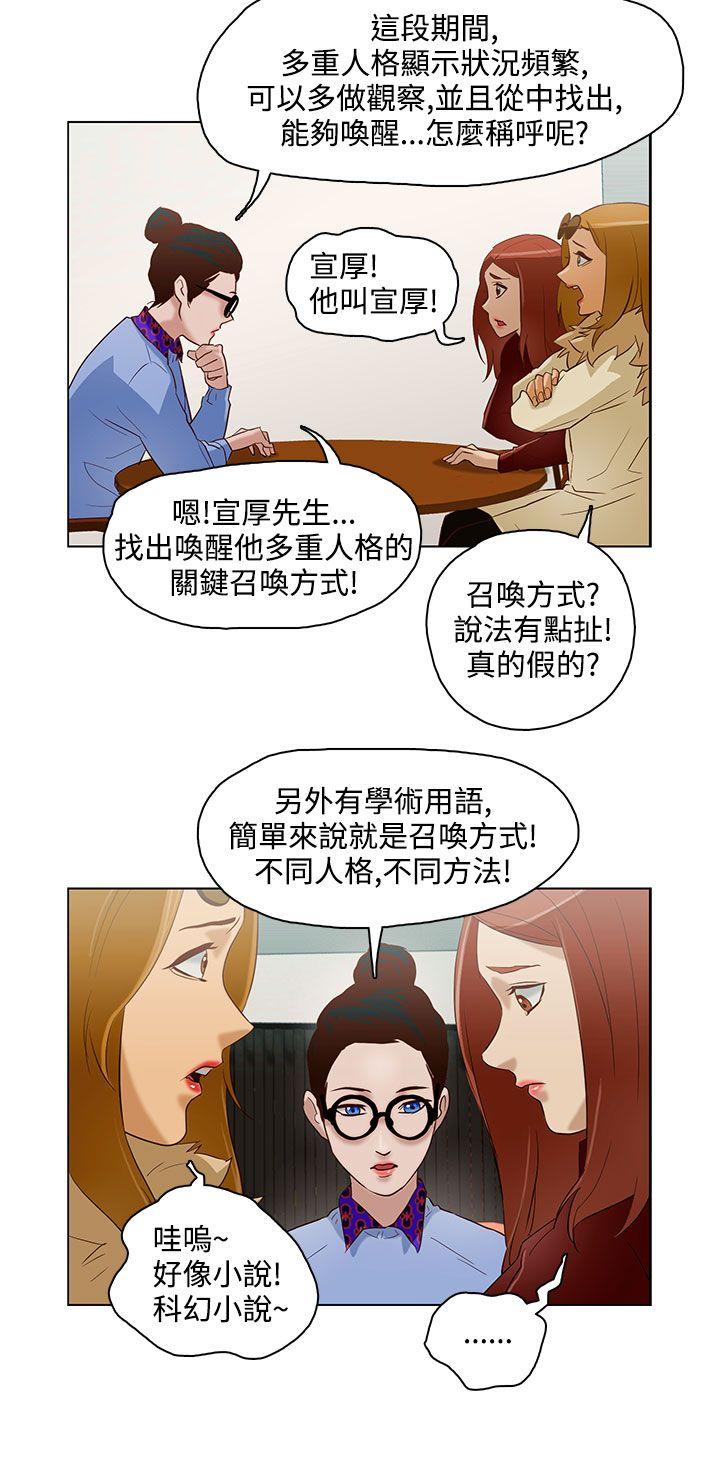 這段期間,
多重人格顯示狀況頻繁,
可以多做觀察,並且從中找出,
能夠喚醒...怎麼稱呼呢?
宣厚!
他叫宣厚!
嗯!宣厚先生...
找出喚醒他多重人格的
關鍵召喚方式!
召喚方式?
說法有點扯!
真的假的?
另外有學術用語,
簡單來說就是召喚方式!
不同人格,不同方法!
哇嗚~
好像小說!
科幻小說~
......